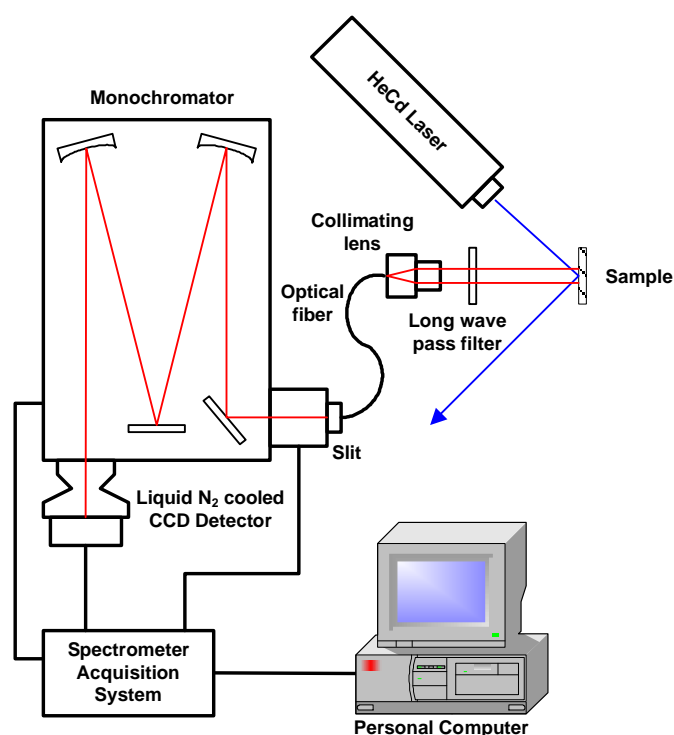 Monochromator
HeCd Laser
Collimating
lens
Optical
fiber
Sample
Long wave
pass filter
Slit
Liquid N₂ cooled
CCD Detector
Spectrometer
Acquisition
System
Personal Computer